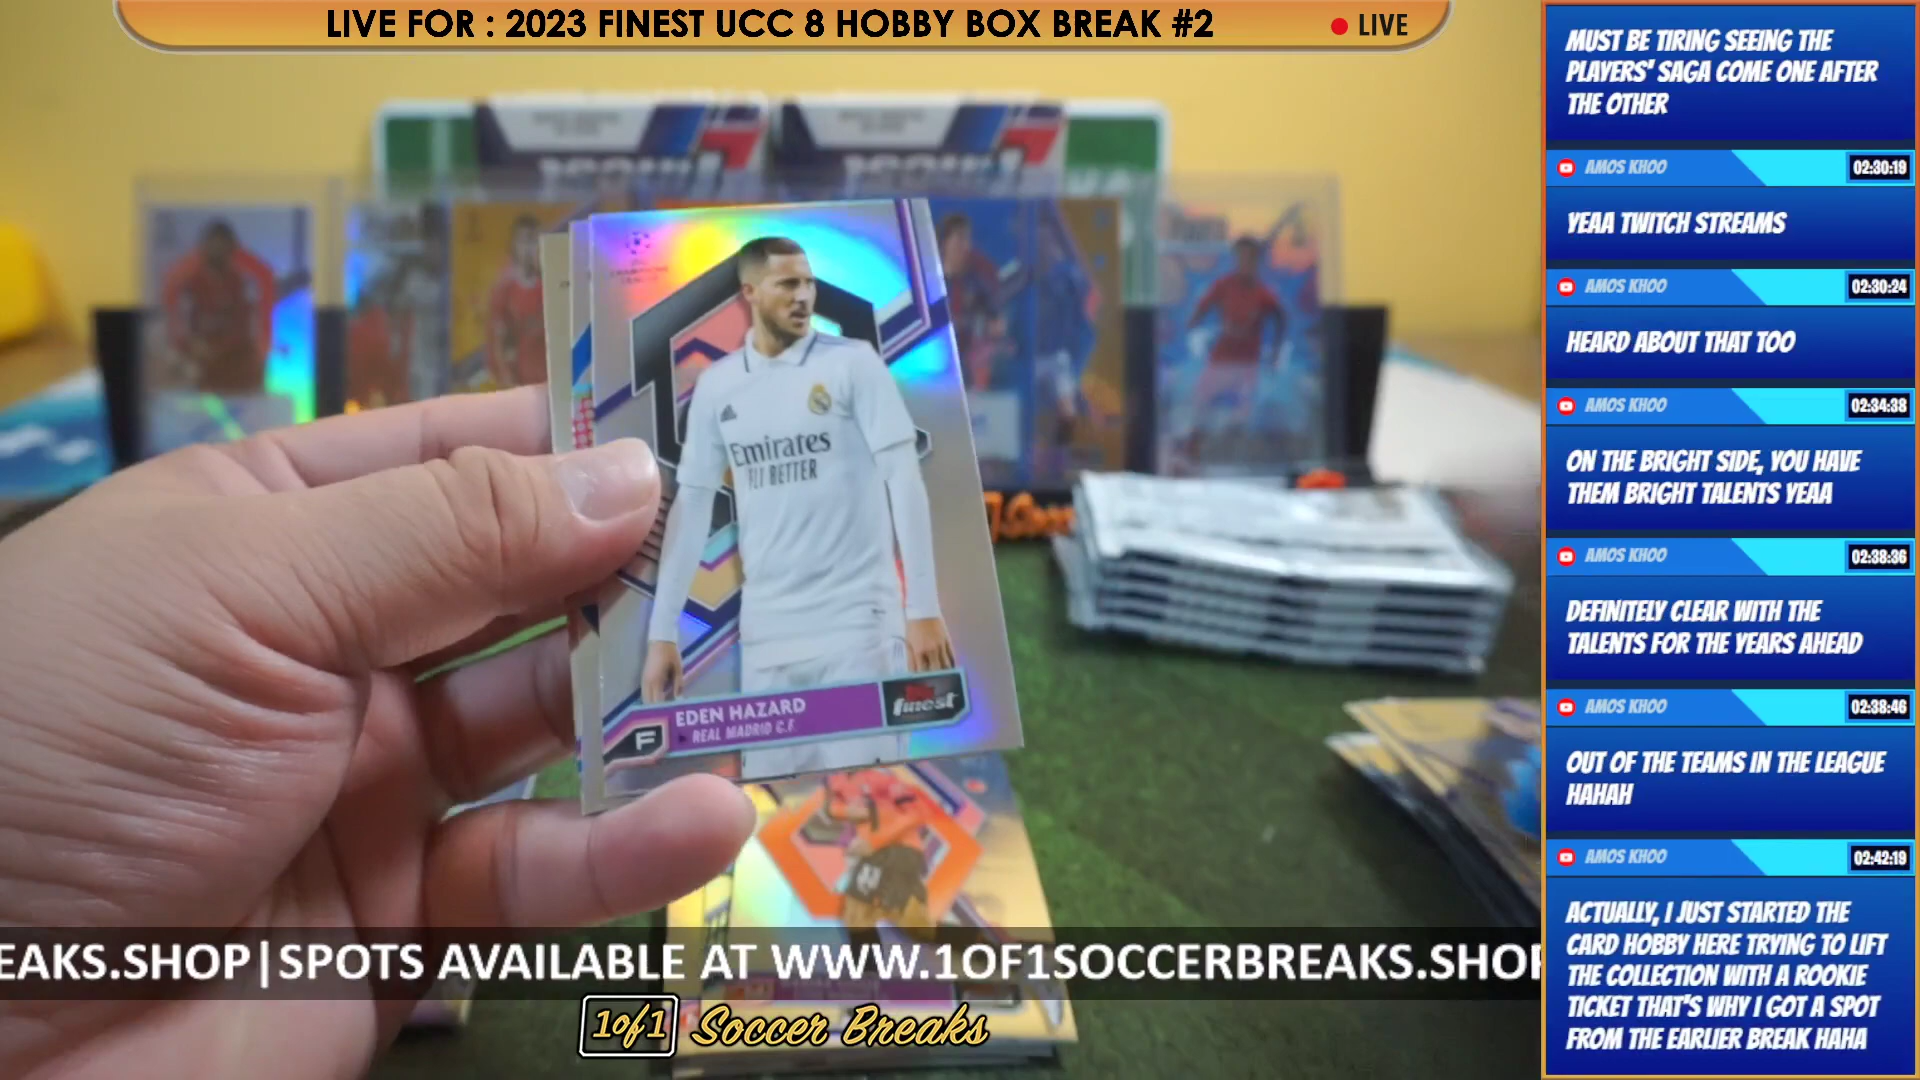 LIVE FOR : 2023 FINEST UCC 8 HOBBY BOX BREAK #2
LIVE
Emirates
FLY BETTER
EDEN HAZARD
REAL MADRID C.F.
F
finest
EAKS.SHOP|SPOTS AVAILABLE AT WWW.1OF1SOCCERBREAKS.SHOP
1of1 Soccer Breaks
MUST BE TIRING SEEING THE
PLAYERS' SAGA COME ONE AFTER
THE OTHER
AMOS KHOO 02:30:19
YEAA TWITCH STREAMS
AMOS KHOO 02:30:24
HEARD ABOUT THAT TOO
AMOS KHOO 02:34:38
ON THE BRIGHT SIDE, YOU HAVE
THEM BRIGHT TALENTS YEAA
AMOS KHOO 02:38:36
DEFINITELY CLEAR WITH THE
TALENTS FOR THE YEARS AHEAD
AMOS KHOO 02:38:46
OUT OF THE TEAMS IN THE LEAGUE
HAHAH
AMOS KHOO 02:42:19
ACTUALLY, I JUST STARTED THE
CARD HOBBY HERE TRYING TO LIFT
THE COLLECTION WITH A ROOKIE
TICKET THAT'S WHY I GOT A SPOT
FROM THE EARLIER BREAK HAHA